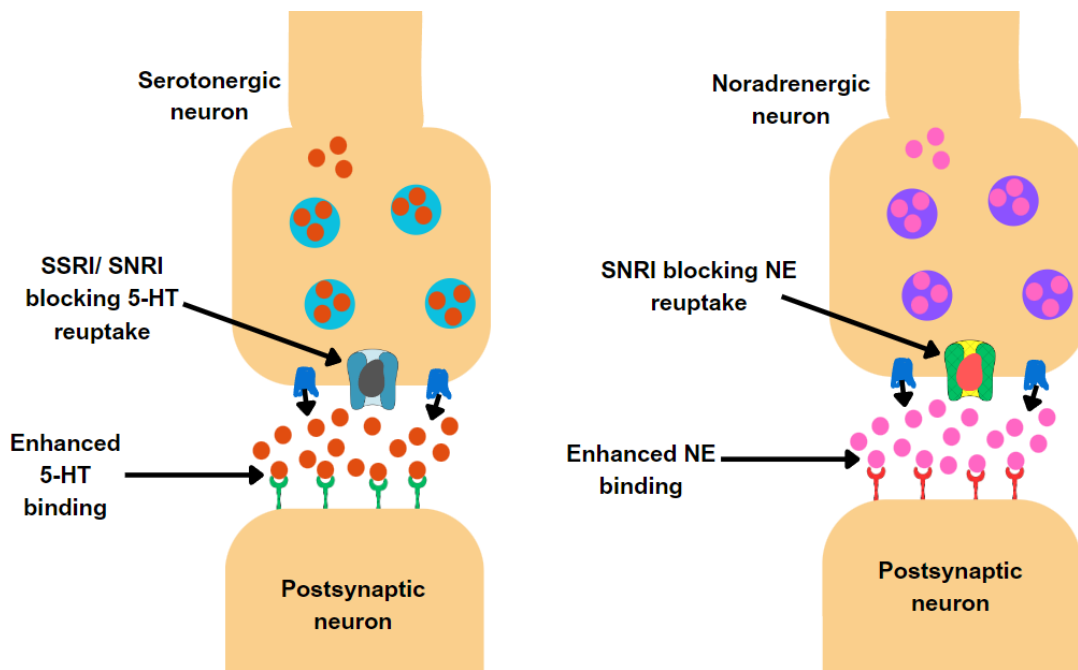 Serotonergic
neuron
SSRI/ SNRI
blocking 5-HT
reuptake
Enhanced
5-HT
binding
Postsynaptic
neuron
Noradrenergic
neuron
SNRI blocking NE
reuptake
Enhanced NE
binding
Postsynaptic
neuron